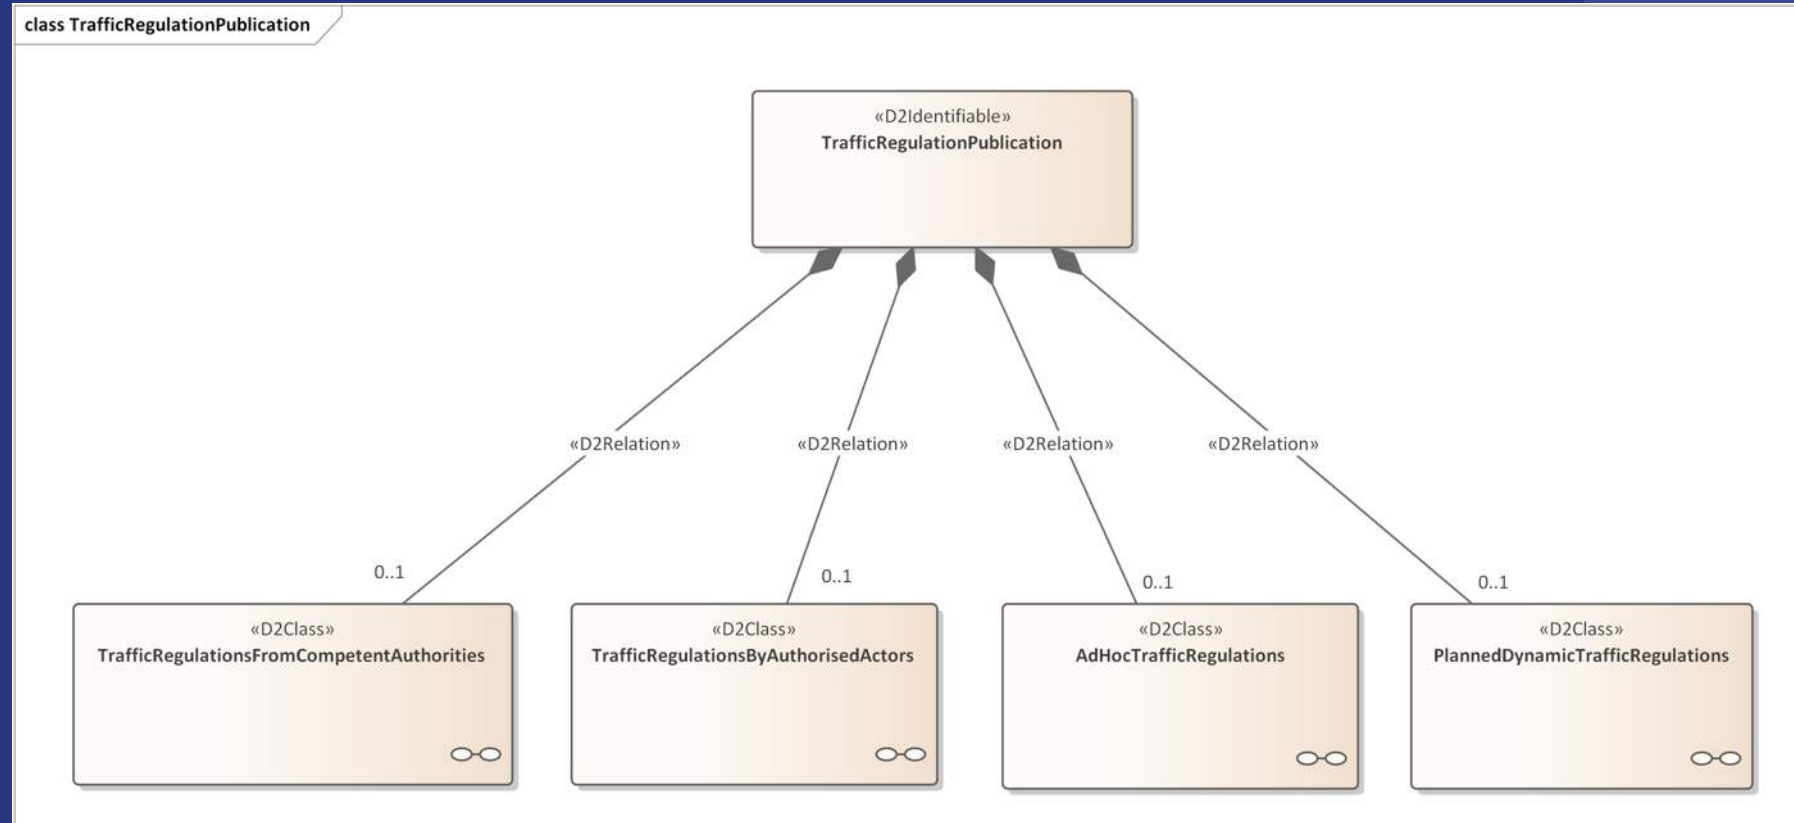 class TrafficRegulationPublication
«D2Identifiable»
TrafficRegulationPublication
«D2Relation»
«D2Relation»
«D2Relation»
«D2Relation»
0..1
0..1
0..1
0..1
«D2Class»
TrafficRegulationsFromCompetentAuthorities
«D2Class»
TrafficRegulationsByAuthorisedActors
«D2Class»
AdHocTrafficRegulations
«D2Class»
PlannedDynamicTrafficRegulations